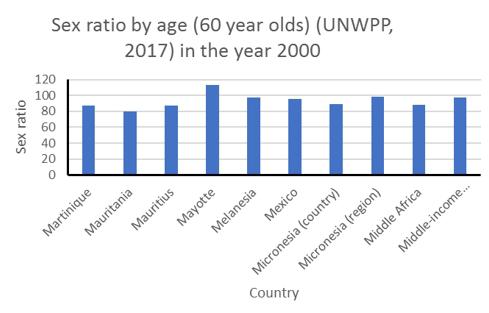 Sex ratio by age (60 year olds) (UNWPP,
2017) in the year 2000
120
100
80
60
40
20
0
Sex ratio
Martinique
Mauritania
Mauritius
Mayotte
Melanesia
Mexico
Micronesia (country)
Micronesia (region)
Middle Africa
Middle-income...
Country